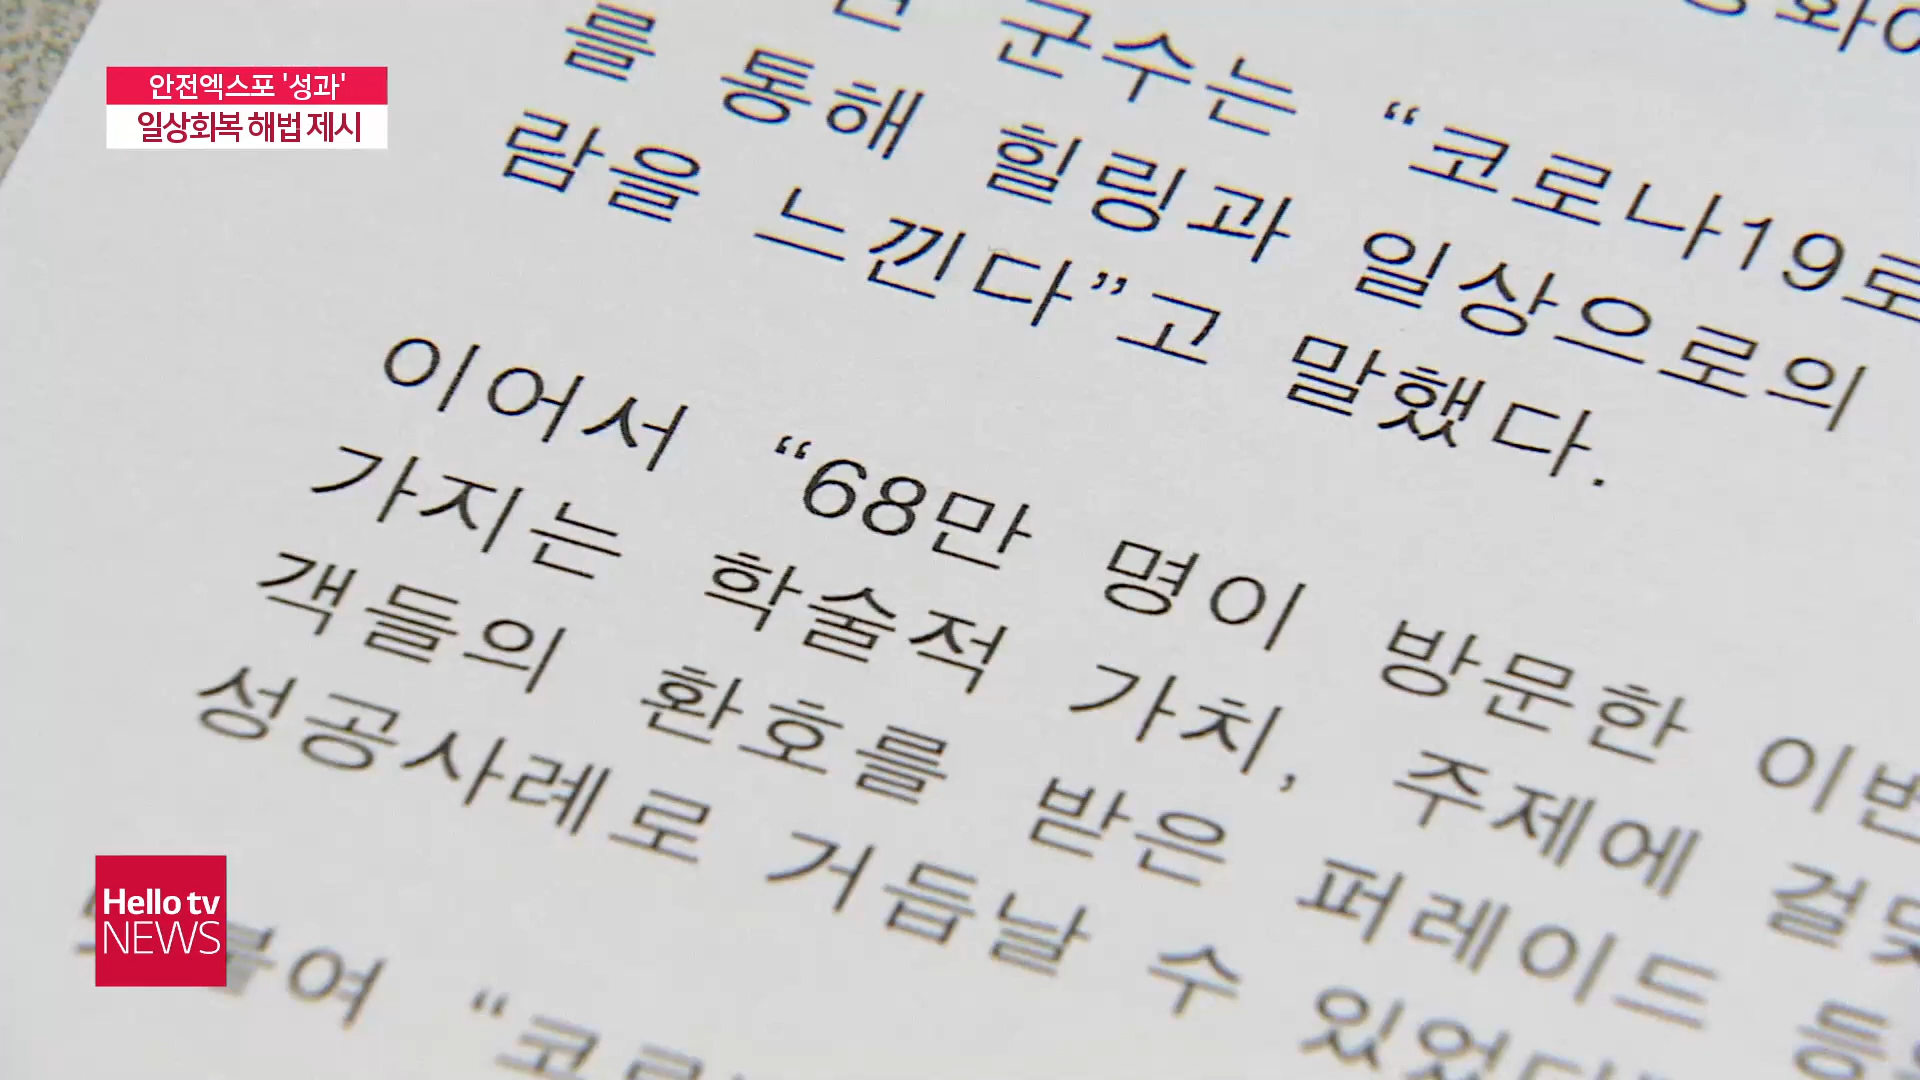 안전엑스포 '성과'
일상회복 해법 제시
군수는 “코로나19로
를 통해 힐링과 일상으로의
람을 느낀다”고 말했다.
이어서 “68만 명이 방문한 이번
가지는 학술적 가치, 주제에 걸맞
객들의 환호를 받은 퍼레이드 등
성공사례로 거듭날 수 있었다
붙여 “코로
Hello tv
NEWS